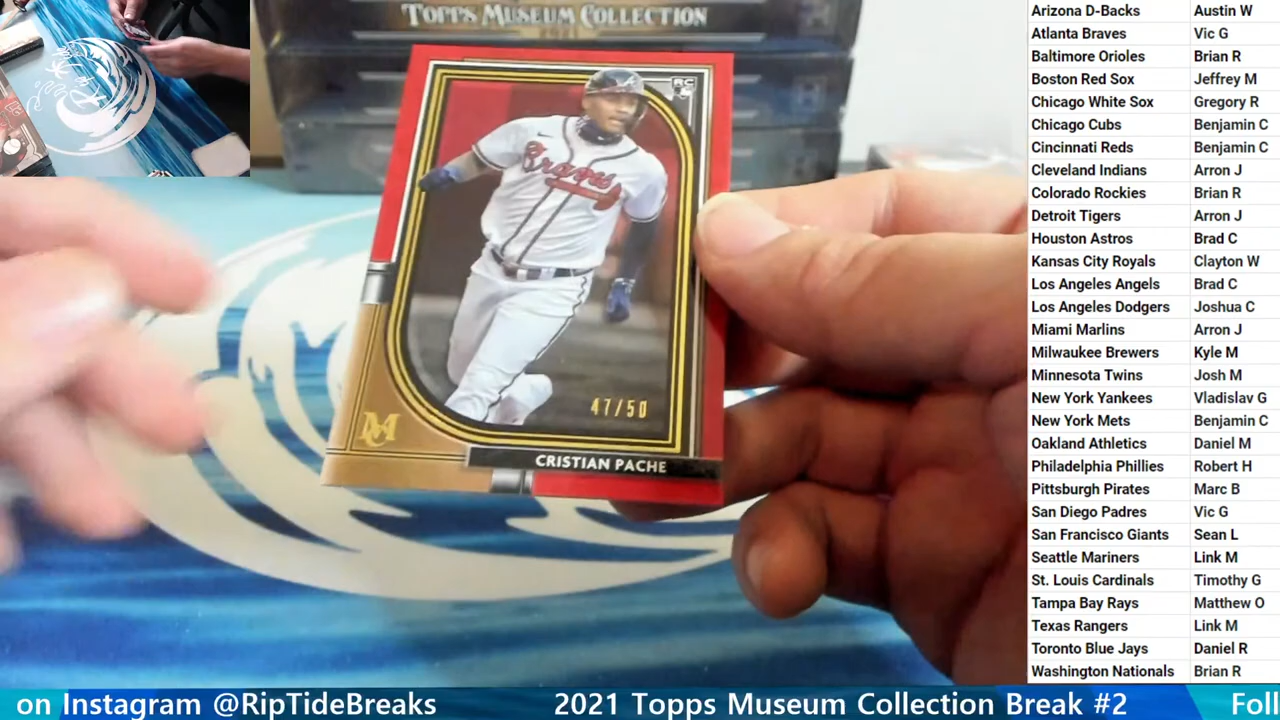 TOPPS MUSEUM COLLECTION
2021
RC
Braves
47/50
MC
CRISTIAN PACHE
Arizona D-Backs Austin W
Atlanta Braves Vic G
Baltimore Orioles Brian R
Boston Red Sox Jeffrey M
Chicago White Sox Gregory R
Chicago Cubs Benjamin C
Cincinnati Reds Benjamin C
Cleveland Indians Arron J
Colorado Rockies Brian R
Detroit Tigers Arron J
Houston Astros Brad C
Kansas City Royals Clayton W
Los Angeles Angels Brad C
Los Angeles Dodgers Joshua C
Miami Marlins Arron J
Milwaukee Brewers Kyle M
Minnesota Twins Josh M
New York Yankees Vladislav G
New York Mets Benjamin C
Oakland Athletics Daniel M
Philadelphia Phillies Robert H
Pittsburgh Pirates Marc B
San Diego Padres Vic G
San Francisco Giants Sean L
Seattle Mariners Link M
St. Louis Cardinals Timothy G
Tampa Bay Rays Matthew O
Texas Rangers Link M
Toronto Blue Jays Daniel R
Washington Nationals Brian R
on Instagram @RipTideBreaks 2021 Topps Museum Collection Break #2 Foll